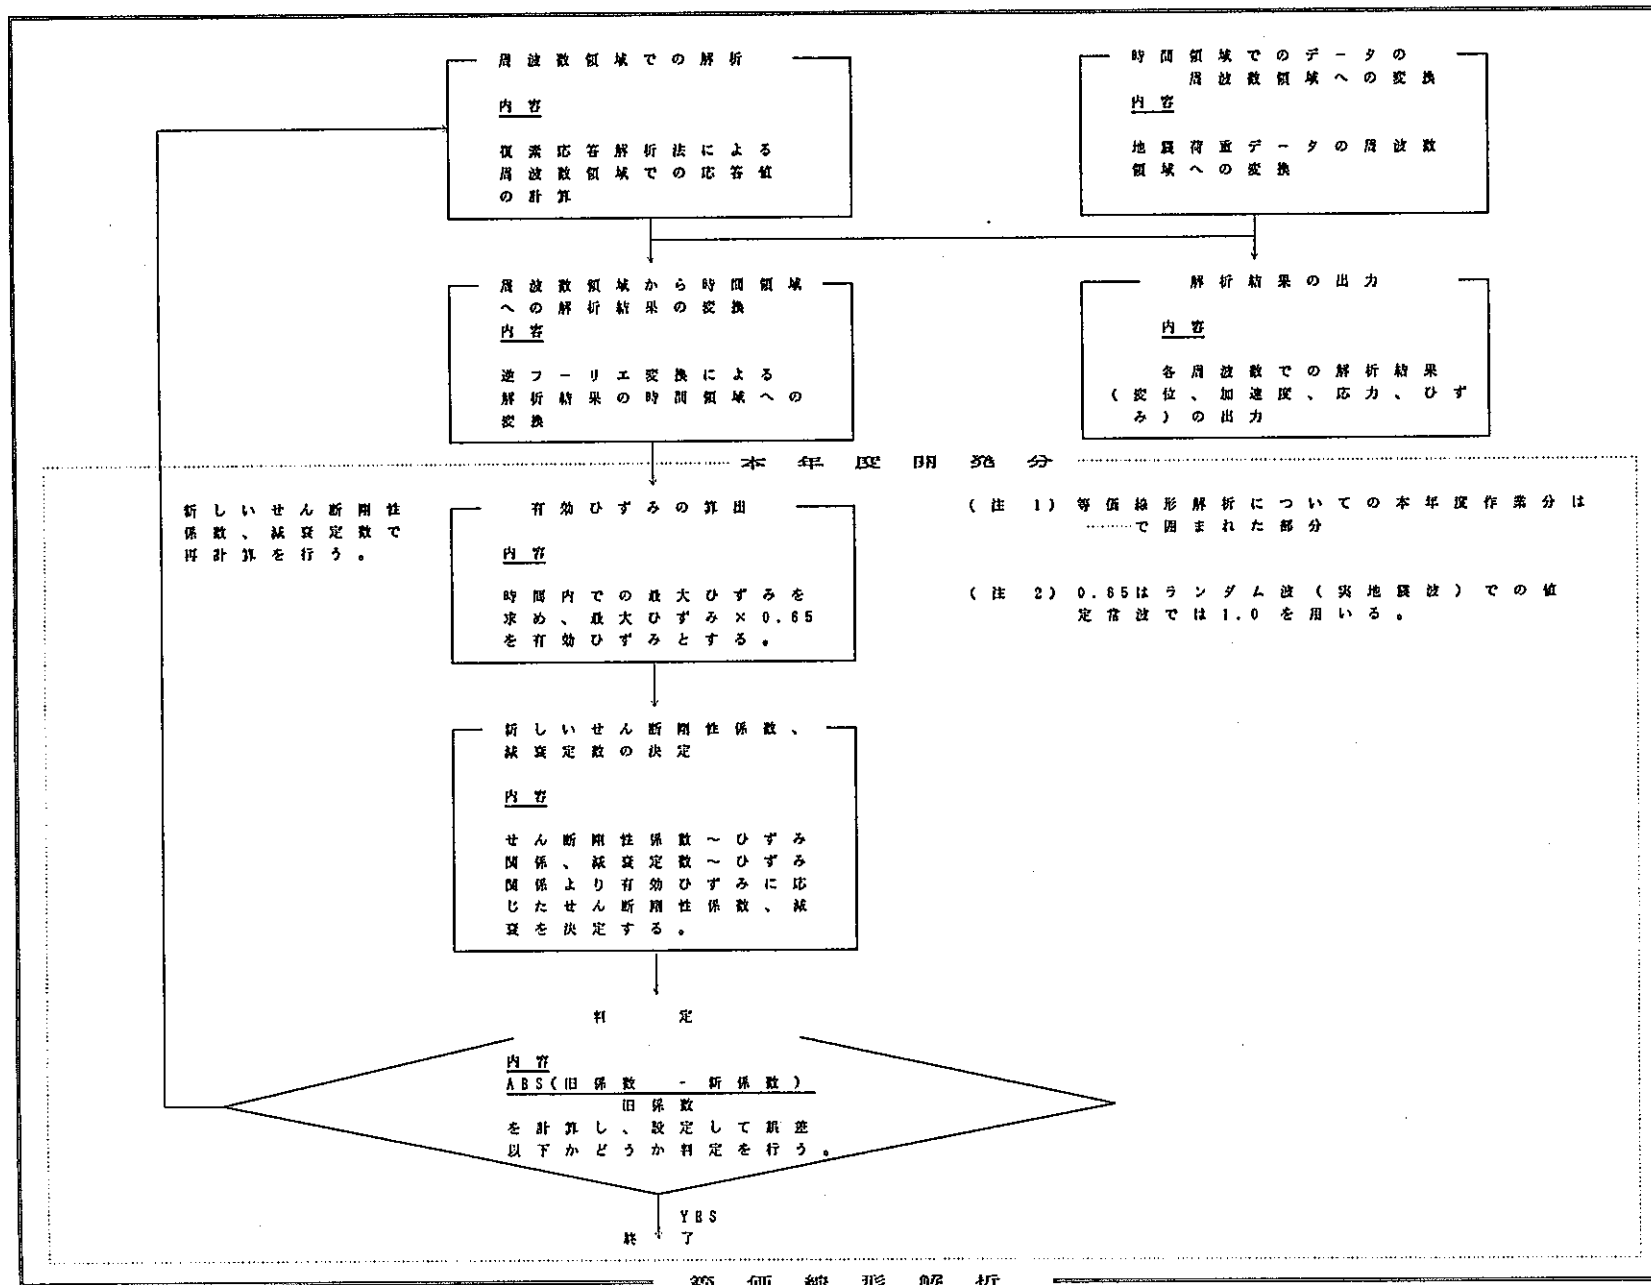 周波数領域での解析
内容
複素応答解析法による
周波数領域での応答値
の計算
時間領域でのデータの
周波数領域への変換
内容
地震荷重データの周波数
領域への変換
周波数領域から時間領域
への解析結果の変換
内容
逆フーリエ変換による
解析結果の時間領域への
変換
解析結果の出力
内容
各周波数での解析結果
(変位、加速度、応力、ひず
み)の出力
本年度開発分
新しいせん断剛性
係数、減衰定数で
再計算を行う。
有効ひずみの算出
内容
時間内での最大ひずみを
求め、最大ひずみ×0.65
を有効ひずみとする。
(注 1) 等価線形解析についての本年度作業分は
………で囲まれた部分
(注 2) 0.65はランダム波(実地震波)での値
定常波では1.0を用いる。
新しいせん断剛性係数、
減衰定数の決定
内容
せん断剛性係数~ひずみ
関係、減衰定数~ひずみ
関係より有効ひずみに応
じたせん断剛性係数、減
衰を決定する。
判定
内容
ABS(旧係数 - 新係数)
旧係数
を計算し、設定して誤差
以下かどうか判定を行う。
YES
終了
等価線形解析